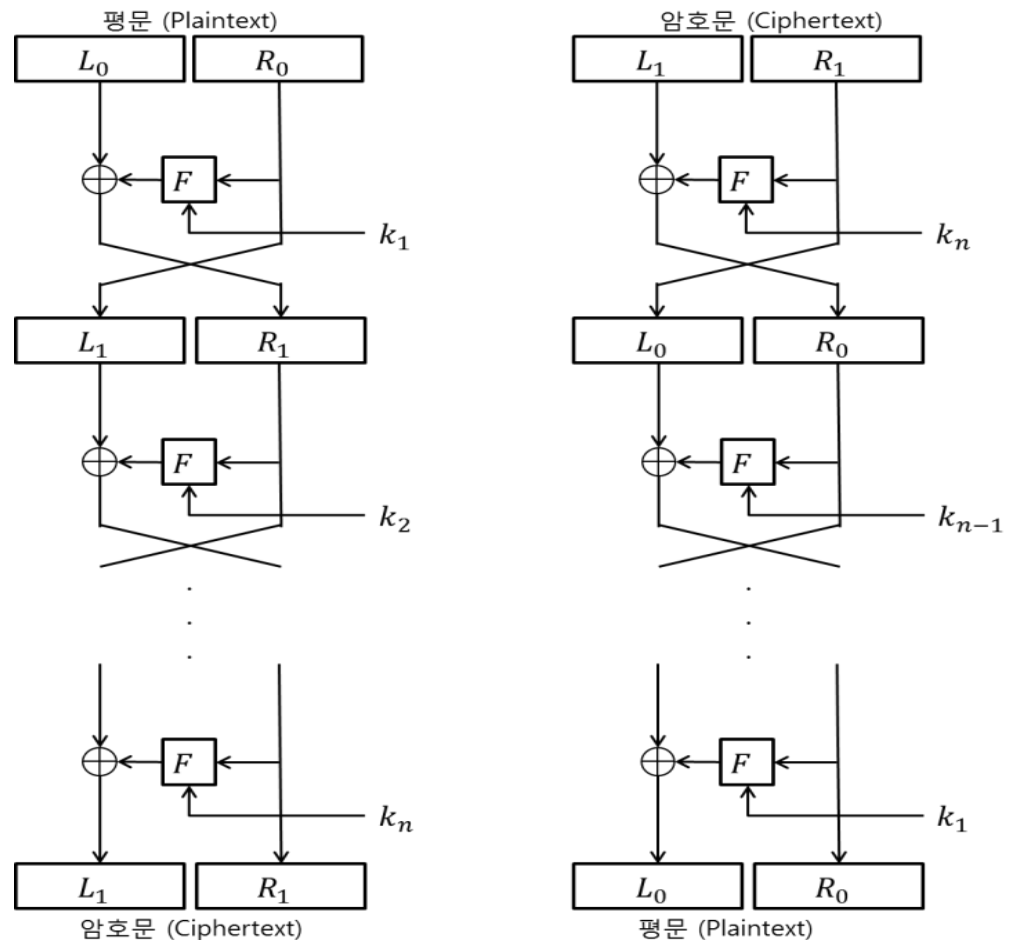 평문 (Plaintext)
L₀ R₀
F
k₁
L₁ R₁
F
k₂
.
.
.
F
kₙ
L₁ R₁
암호문 (Ciphertext)
암호문 (Ciphertext)
L₁ R₁
F
kₙ
L₀ R₀
F
kₙ₋₁
.
.
.
F
k₁
L₀ R₀
평문 (Plaintext)